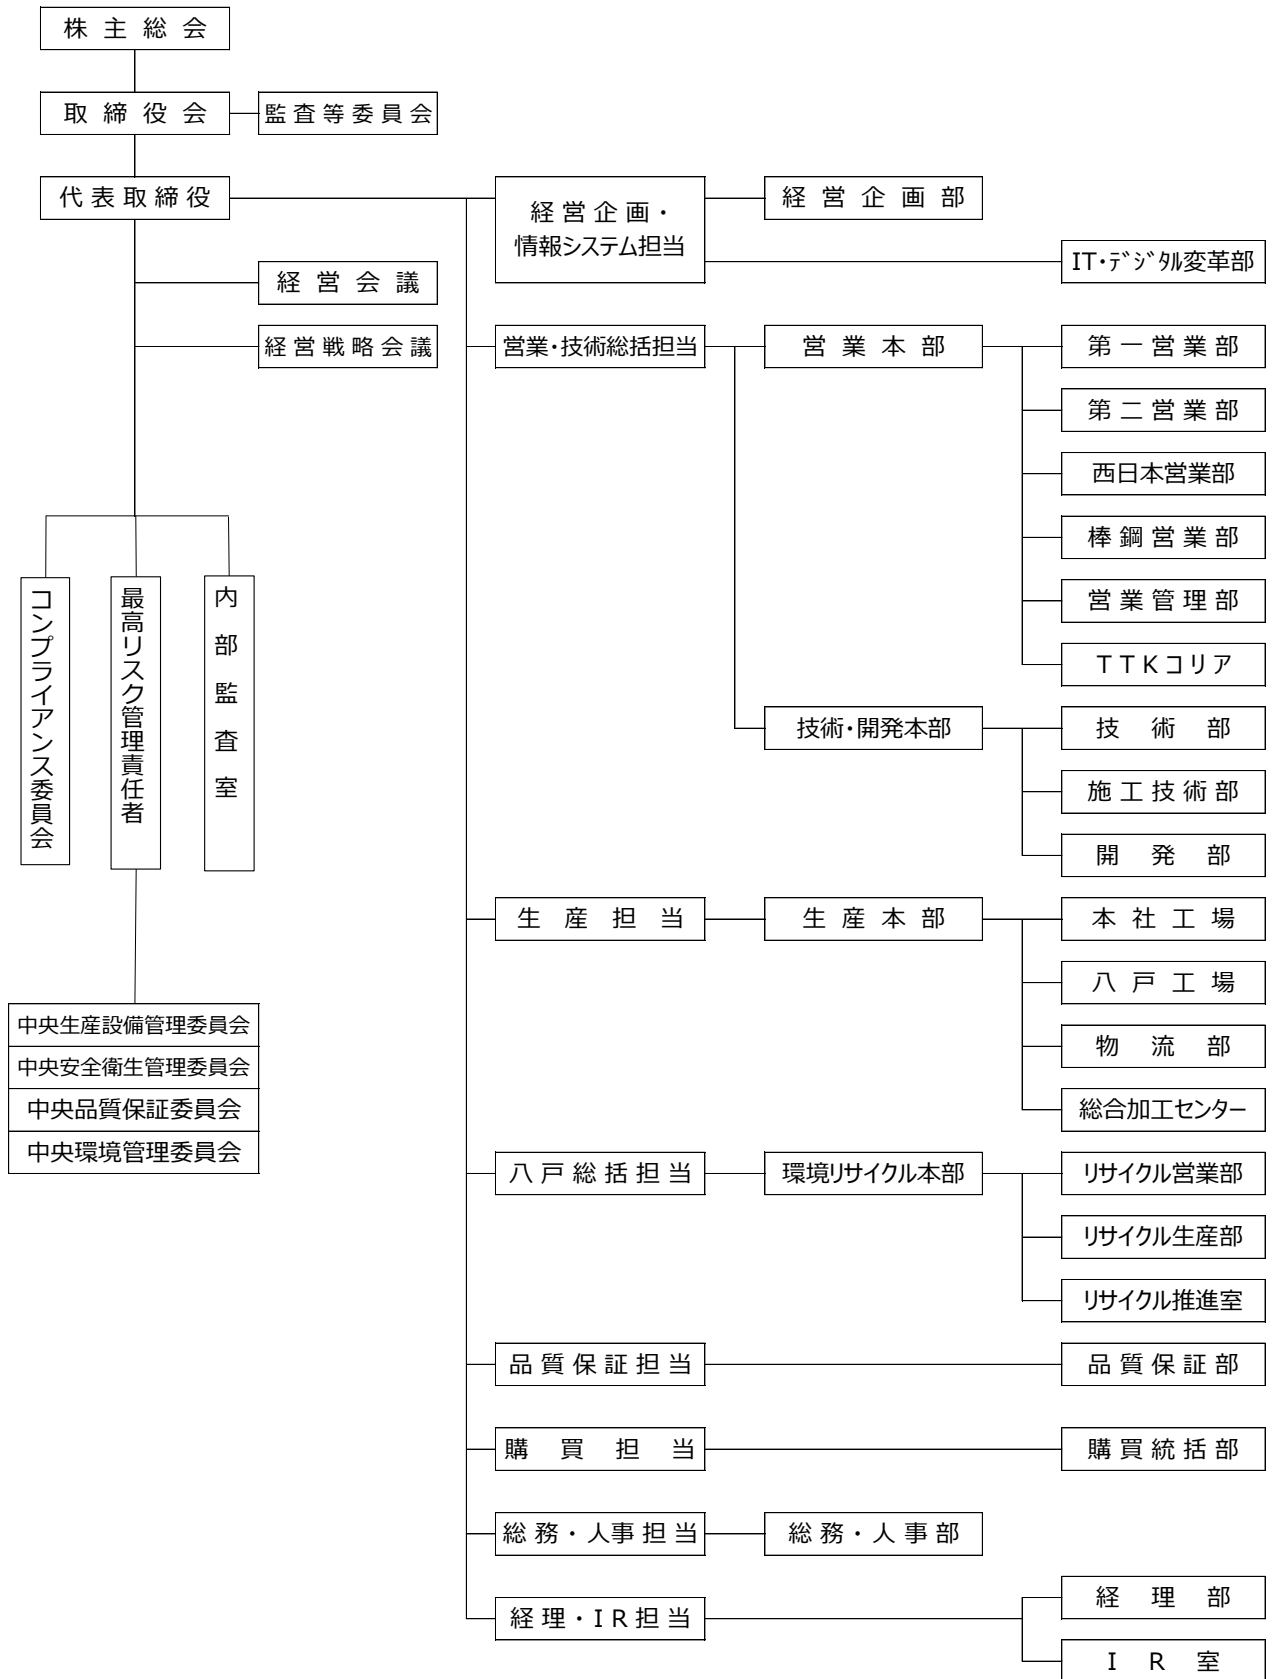 株主総会
取締役会
監査等委員会
代表取締役
経営企画・
情報システム担当
経営企画部
IT・ﾃﾞｼﾞﾀﾙ変革部
経営会議
経営戦略会議
営業・技術総括担当
営業本部
第一営業部
第二営業部
西日本営業部
棒鋼営業部
営業管理部
TTKコリア
技術・開発本部
技術部
施工技術部
開発部
コンプライアンス委員会
最高リスク管理責任者
内部監査室
中央生産設備管理委員会
中央安全衛生管理委員会
中央品質保証委員会
中央環境管理委員会
生産担当
生産本部
本社工場
八戸工場
物流部
総合加工センター
八戸総括担当
環境リサイクル本部
リサイクル営業部
リサイクル生産部
リサイクル推進室
品質保証担当
品質保証部
購買担当
購買統括部
総務・人事担当
総務・人事部
経理・IR担当
経理部
IR室